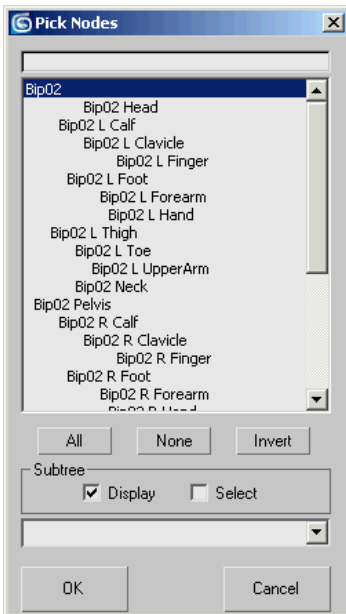 Pick Nodes
Bip02
Bip02 Head
Bip02 L Calf
Bip02 L Clavicle
Bip02 L Finger
Bip02 L Foot
Bip02 L Forearm
Bip02 L Hand
Bip02 L Thigh
Bip02 L Toe
Bip02 L UpperArm
Bip02 Neck
Bip02 Pelvis
Bip02 R Calf
Bip02 R Clavicle
Bip02 R Finger
Bip02 R Foot
Bip02 R Forearm
Bip02 R Hand
All None Invert
Subtree
Display Select
OK Cancel